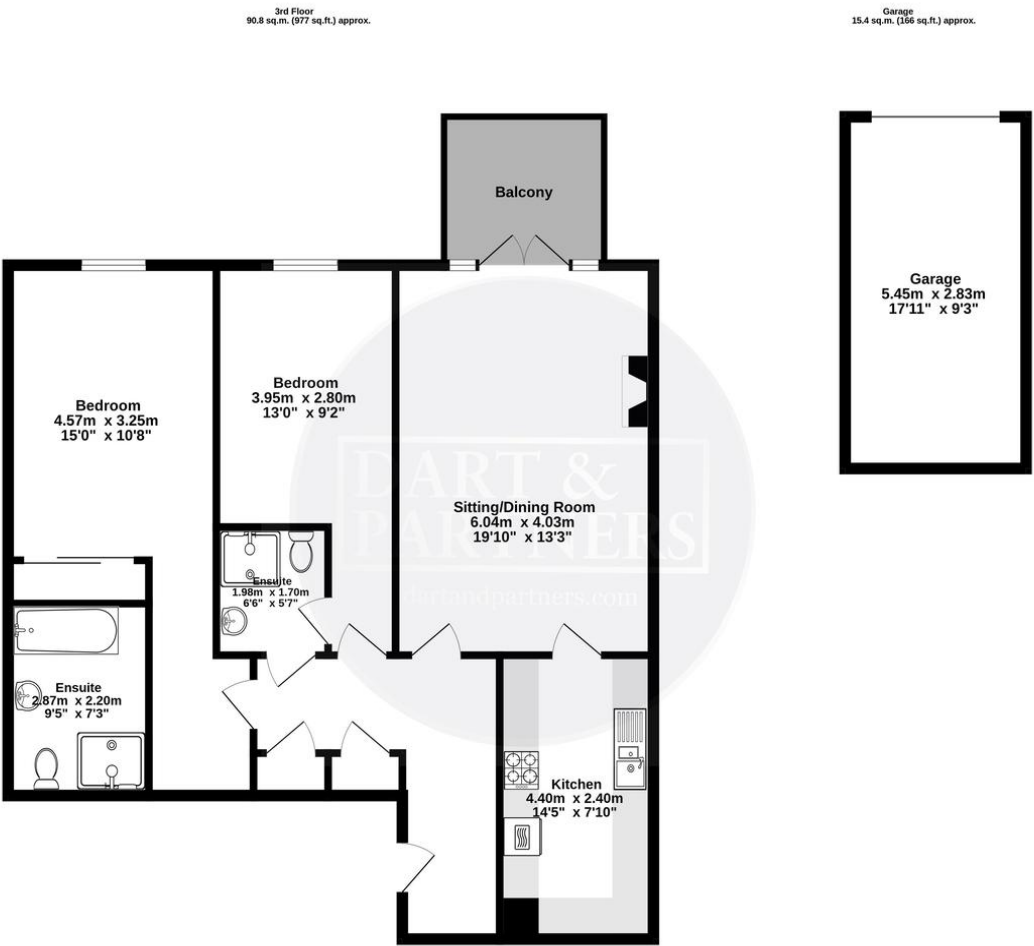 3rd Floor
90.8 sq.m. (977 sq.ft.) approx.
Garage
15.4 sq.m. (166 sq.ft.) approx.
Balcony
Garage
5.45m x 2.83m
17'11" x 9'3"
Bedroom
3.95m x 2.80m
13'0" x 9'2"
Bedroom
4.57m x 3.25m
15'0" x 10'8"
DART &
PARTNERS
dartandpartners.com
Sitting/Dining Room
6.04m x 4.03m
19'10" x 13'3"
Ensuite
1.98m x 1.70m
6'6" x 5'7"
Ensuite
2.87m x 2.20m
9'5" x 7'3"
Kitchen
4.40m x 2.40m
14'5" x 7'10"